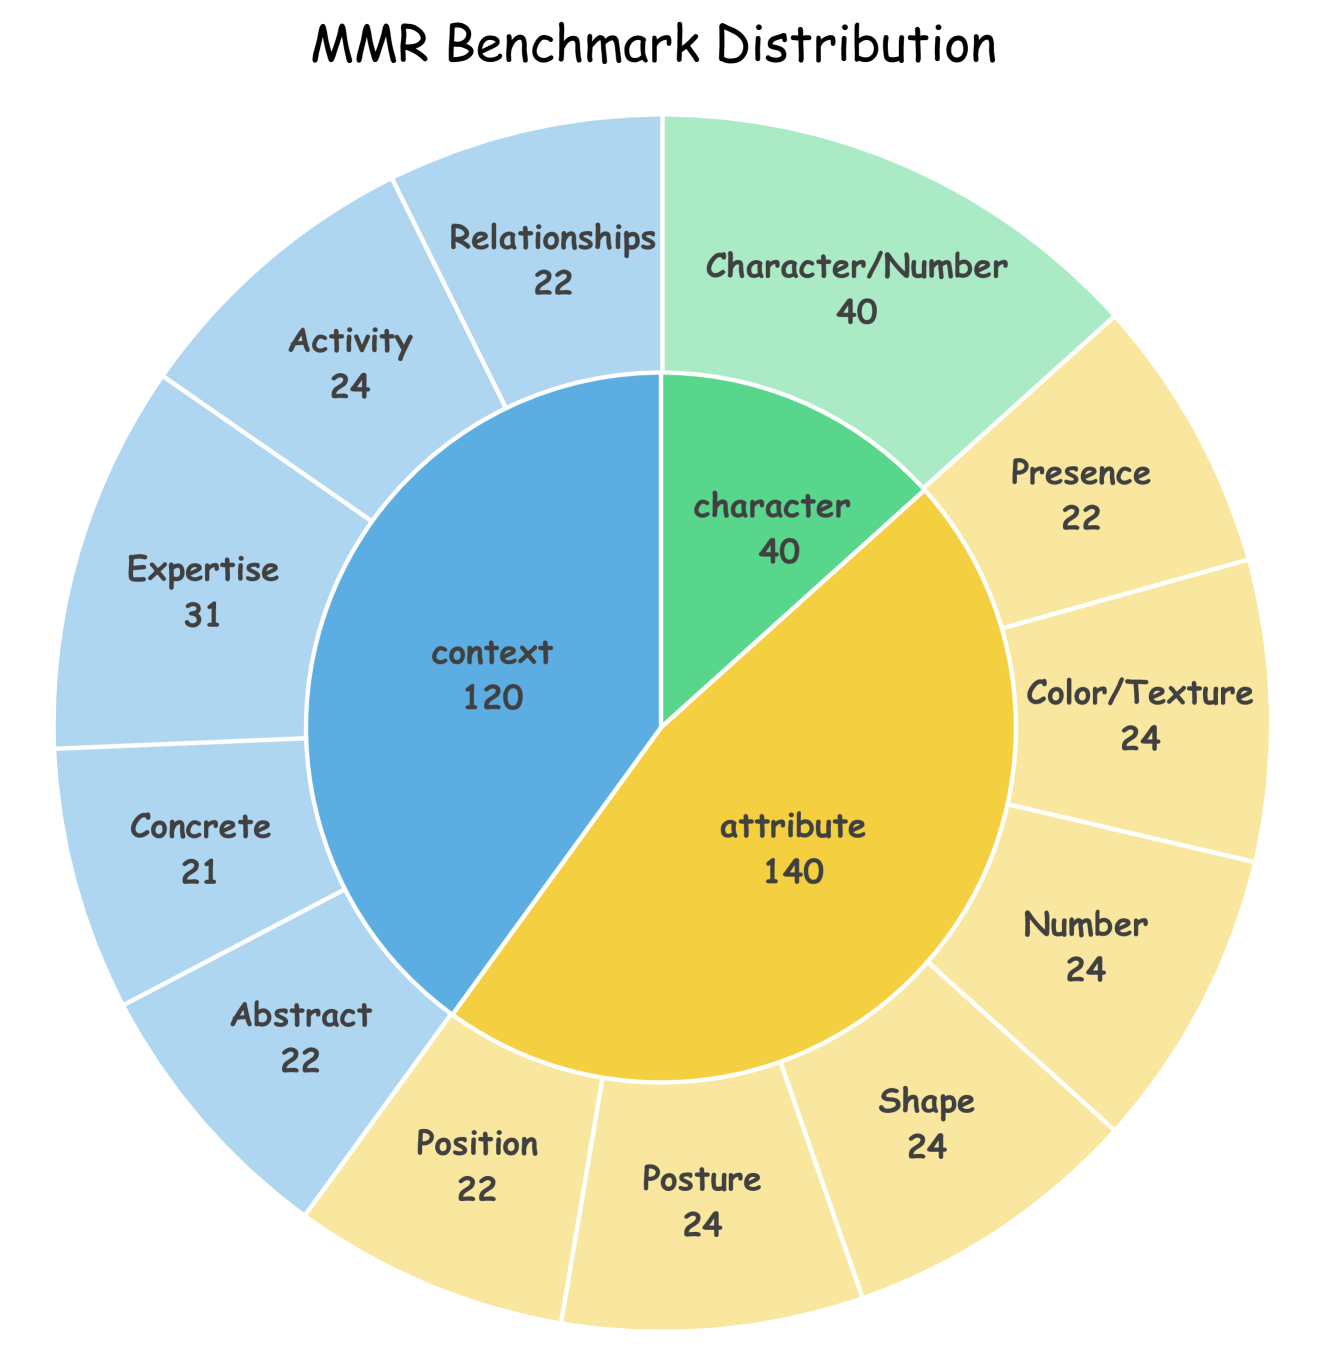 MMR Benchmark Distribution
Relationships
22
Character/Number
40
Activity
24
Presence
22
character
40
Expertise
31
context
120
Color/Texture
24
attribute
140
Concrete
21
Number
24
Abstract
22
Shape
24
Position
22
Posture
24